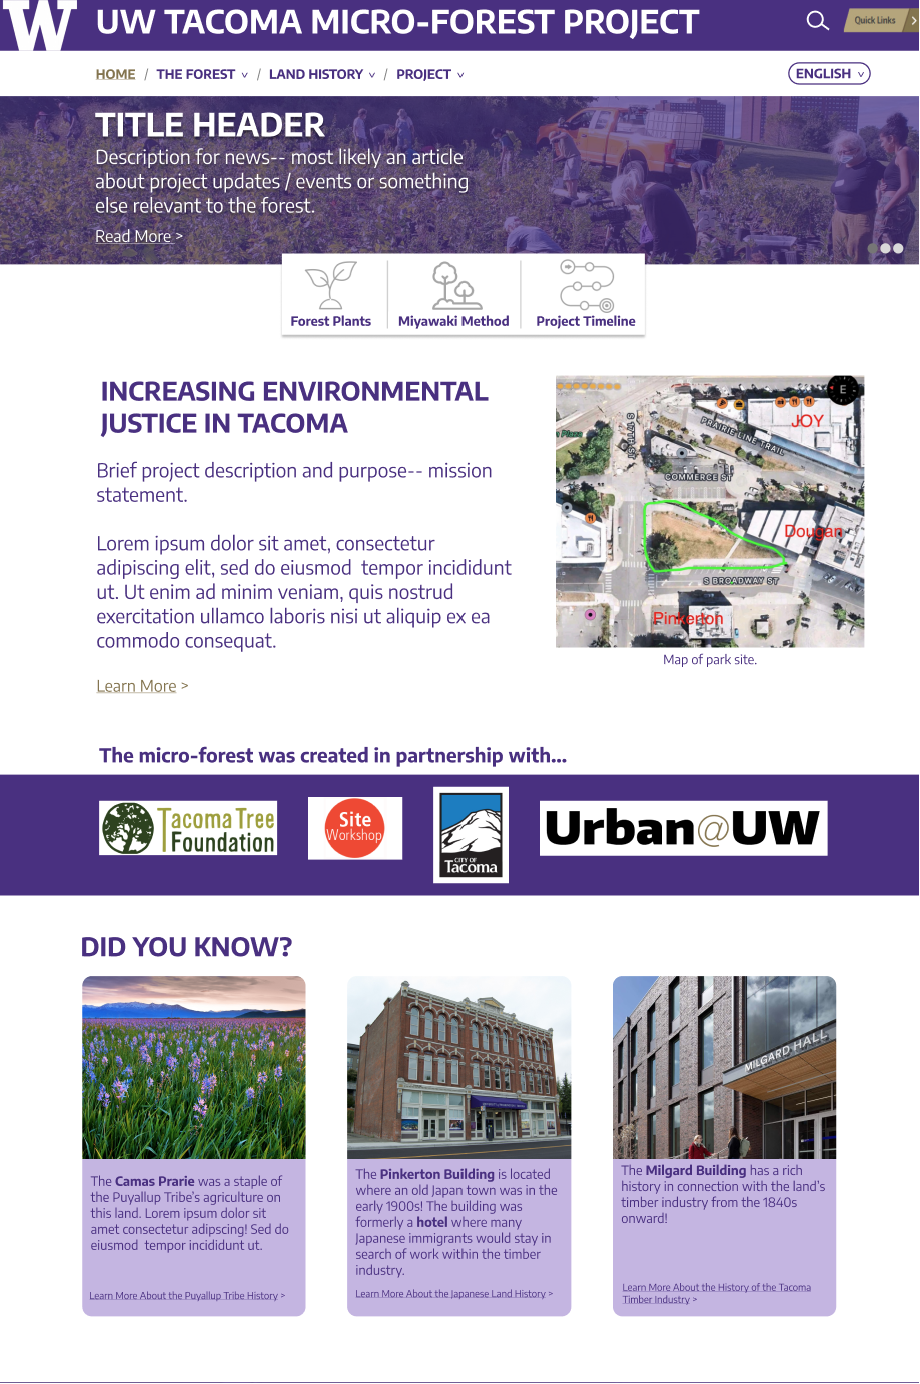 W
UW TACOMA MICRO-FOREST PROJECT
Quick Links >
HOME / THE FOREST ˅ / LAND HISTORY ˅ / PROJECT ˅
ENGLISH ˅
TITLE HEADER
Description for news-- most likely an article
about project updates / events or something
else relevant to the forest.
Read More >
Forest Plants
Miyawaki Method
Project Timeline
INCREASING ENVIRONMENTAL
JUSTICE IN TACOMA
Brief project description and purpose-- mission
statement.
Lorem ipsum dolor sit amet, consectetur
adipiscing elit, sed do eiusmod  tempor incididunt
ut. Ut enim ad minim veniam, quis nostrud
exercitation ullamco laboris nisi ut aliquip ex ea
commodo consequat.
Learn More >
E
JOY
S 17TH ST
PRAIRIE LINE TRAIL
Plaza
COMMERCE ST
Dougan
S BROADWAY ST
Pinkerton
Map of park site.
The micro-forest was created in partnership with...
Tacoma Tree
Foundation
Site
Workshop
CITY OF
Tacoma
Urban@UW
DID YOU KNOW?
MILGARD HALL
The Camas Prarie was a staple of
the Puyallup Tribe's agriculture on
this land. Lorem ipsum dolor sit
amet consectetur adipscing! Sed do
eiusmod  tempor incididunt ut.
Learn More About the Puyallup Tribe History >
The Pinkerton Building is located
where an old Japan town was in the
early 1900s! The building was
formerly a hotel where many
Japanese immigrants would stay in
search of work within the timber
industry.
Learn More About the Japanese Land History >
The Milgard Building has a rich
history in connection with the land's
timber industry from the 1840s
onward!
Learn More About the History of the Tacoma
Timber Industry >